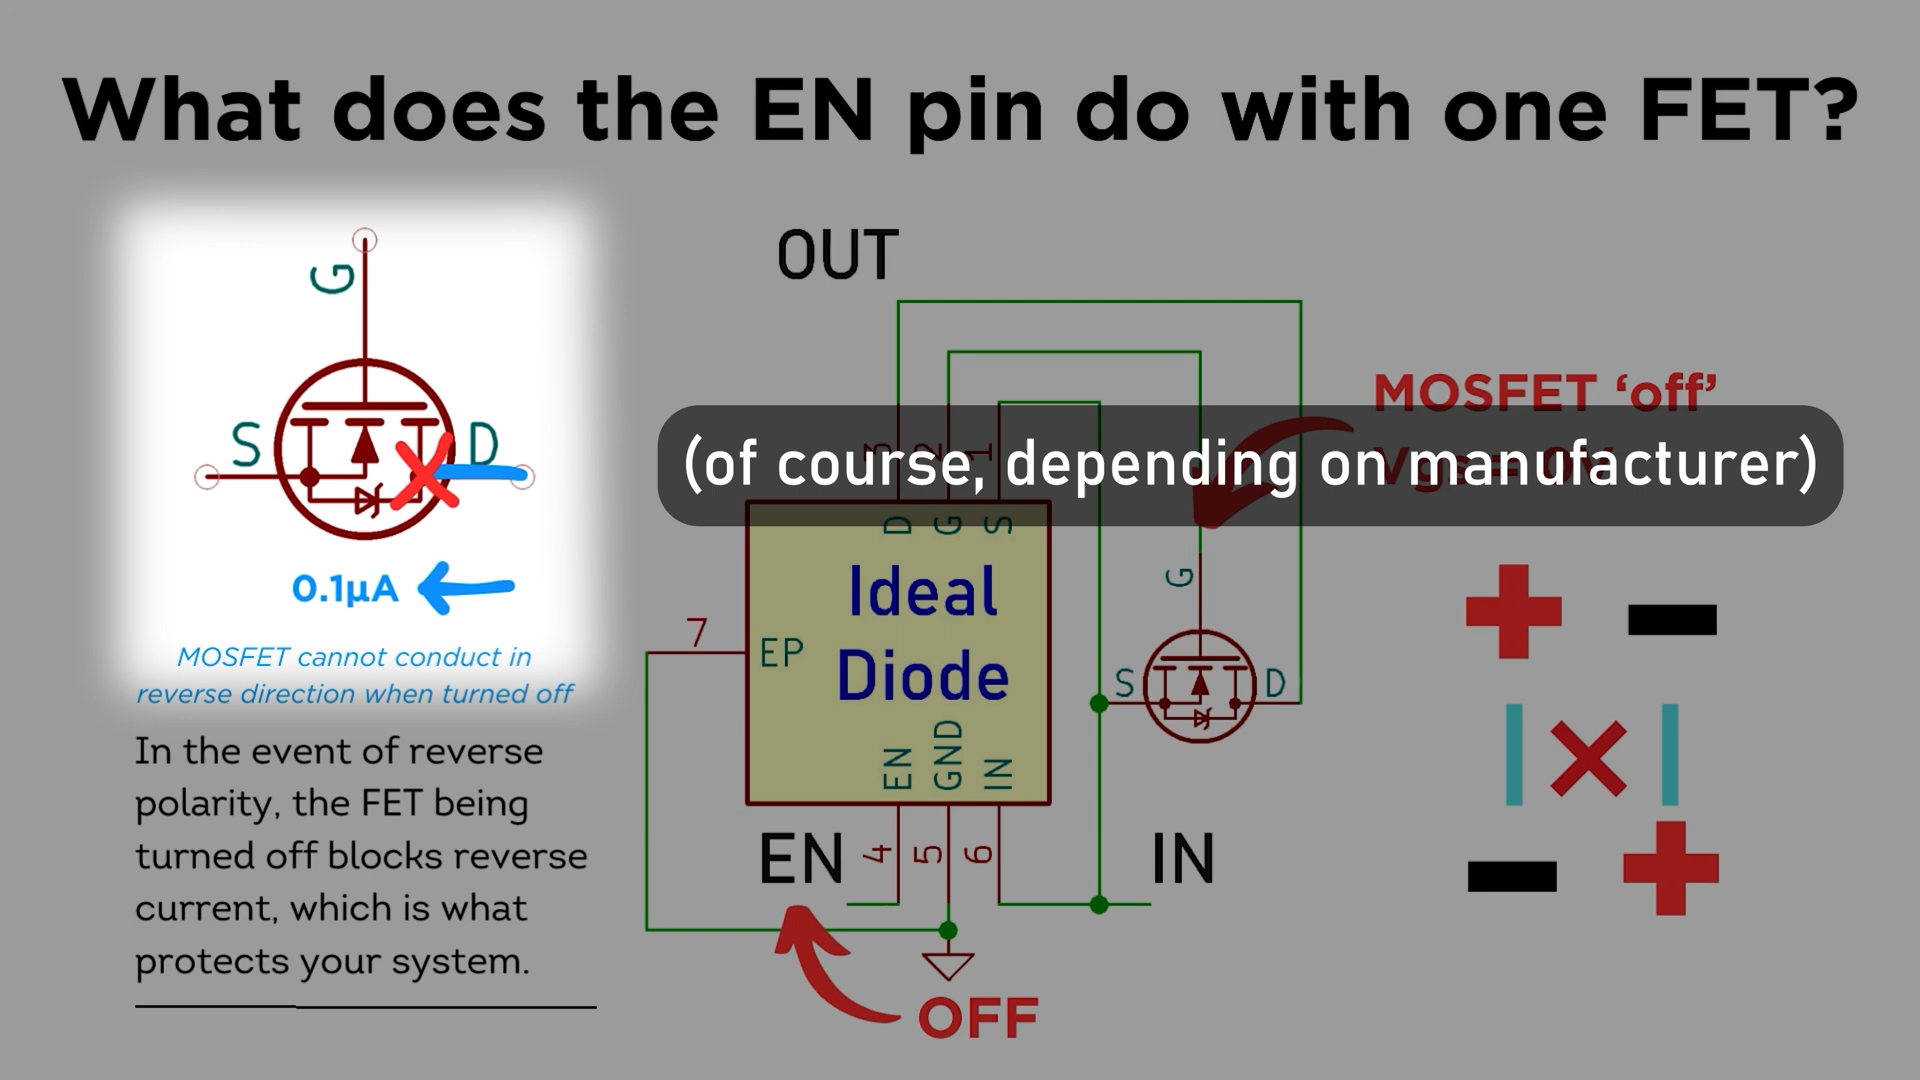 What does the EN pin do with one FET?
G
S
D
0.1µA
MOSFET cannot conduct in
reverse direction when turned off
In the event of reverse
polarity, the FET being
turned off blocks reverse
current, which is what
protects your system.
OUT
MOSFET ‘off’
Vgs = 0V
(of course, depending on manufacturer)
3
2
1
D
G
S
Ideal
Diode
7
EP
EN
GND
IN
G
S
D
EN
4
5
6
IN
OFF